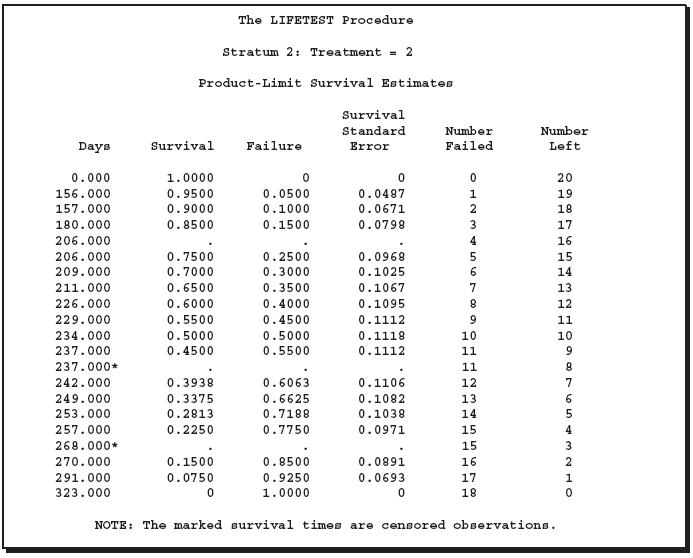 The LIFETEST Procedure
Stratum 2: Treatment = 2
Product-Limit Survival Estimates
Survival
Standard Number Number
Days Survival Failure Error Failed Left
0.000 1.0000 0 0 0 20
156.000 0.9500 0.0500 0.0487 1 19
157.000 0.9000 0.1000 0.0671 2 18
180.000 0.8500 0.1500 0.0798 3 17
206.000 . . . 4 16
206.000 0.7500 0.2500 0.0968 5 15
209.000 0.7000 0.3000 0.1025 6 14
211.000 0.6500 0.3500 0.1067 7 13
226.000 0.6000 0.4000 0.1095 8 12
229.000 0.5500 0.4500 0.1112 9 11
234.000 0.5000 0.5000 0.1118 10 10
237.000 0.4500 0.5500 0.1112 11 9
237.000* . . . 11 8
242.000 0.3938 0.6063 0.1106 12 7
249.000 0.3375 0.6625 0.1082 13 6
253.000 0.2813 0.7188 0.1038 14 5
257.000 0.2250 0.7750 0.0971 15 4
268.000* . . . 15 3
270.000 0.1500 0.8500 0.0891 16 2
291.000 0.0750 0.9250 0.0693 17 1
323.000 0 1.0000 0 18 0
NOTE: The marked survival times are censored observations.